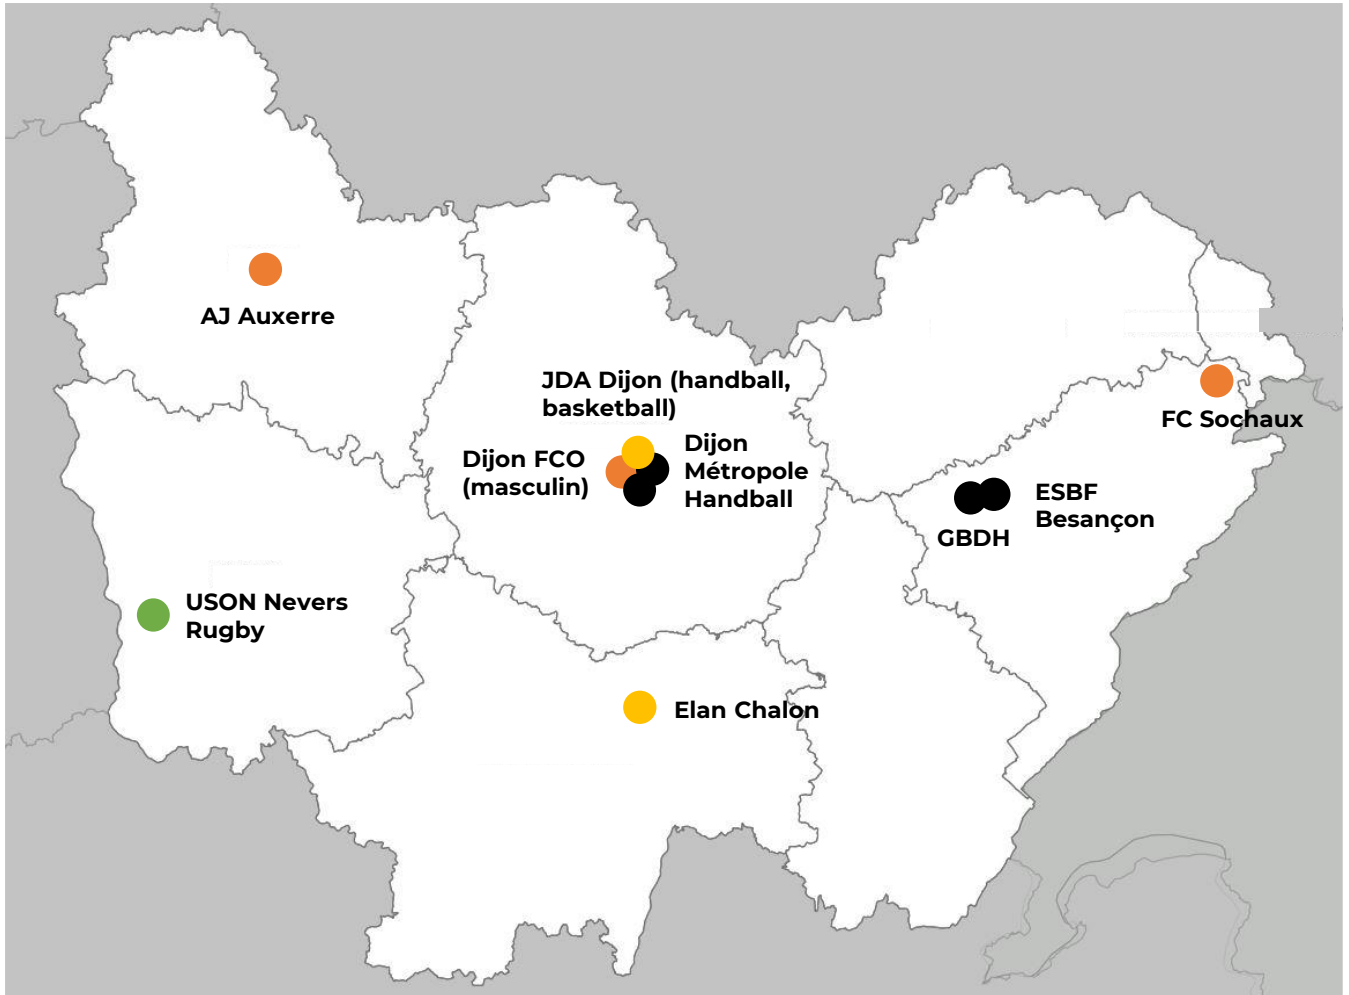 AJ Auxerre
JDA Dijon (handball,
basketball)
FC Sochaux
Dijon FCO
(masculin)
Dijon
Métropole
Handball
ESBF
Besançon
GBDH
USON Nevers
Rugby
Elan Chalon